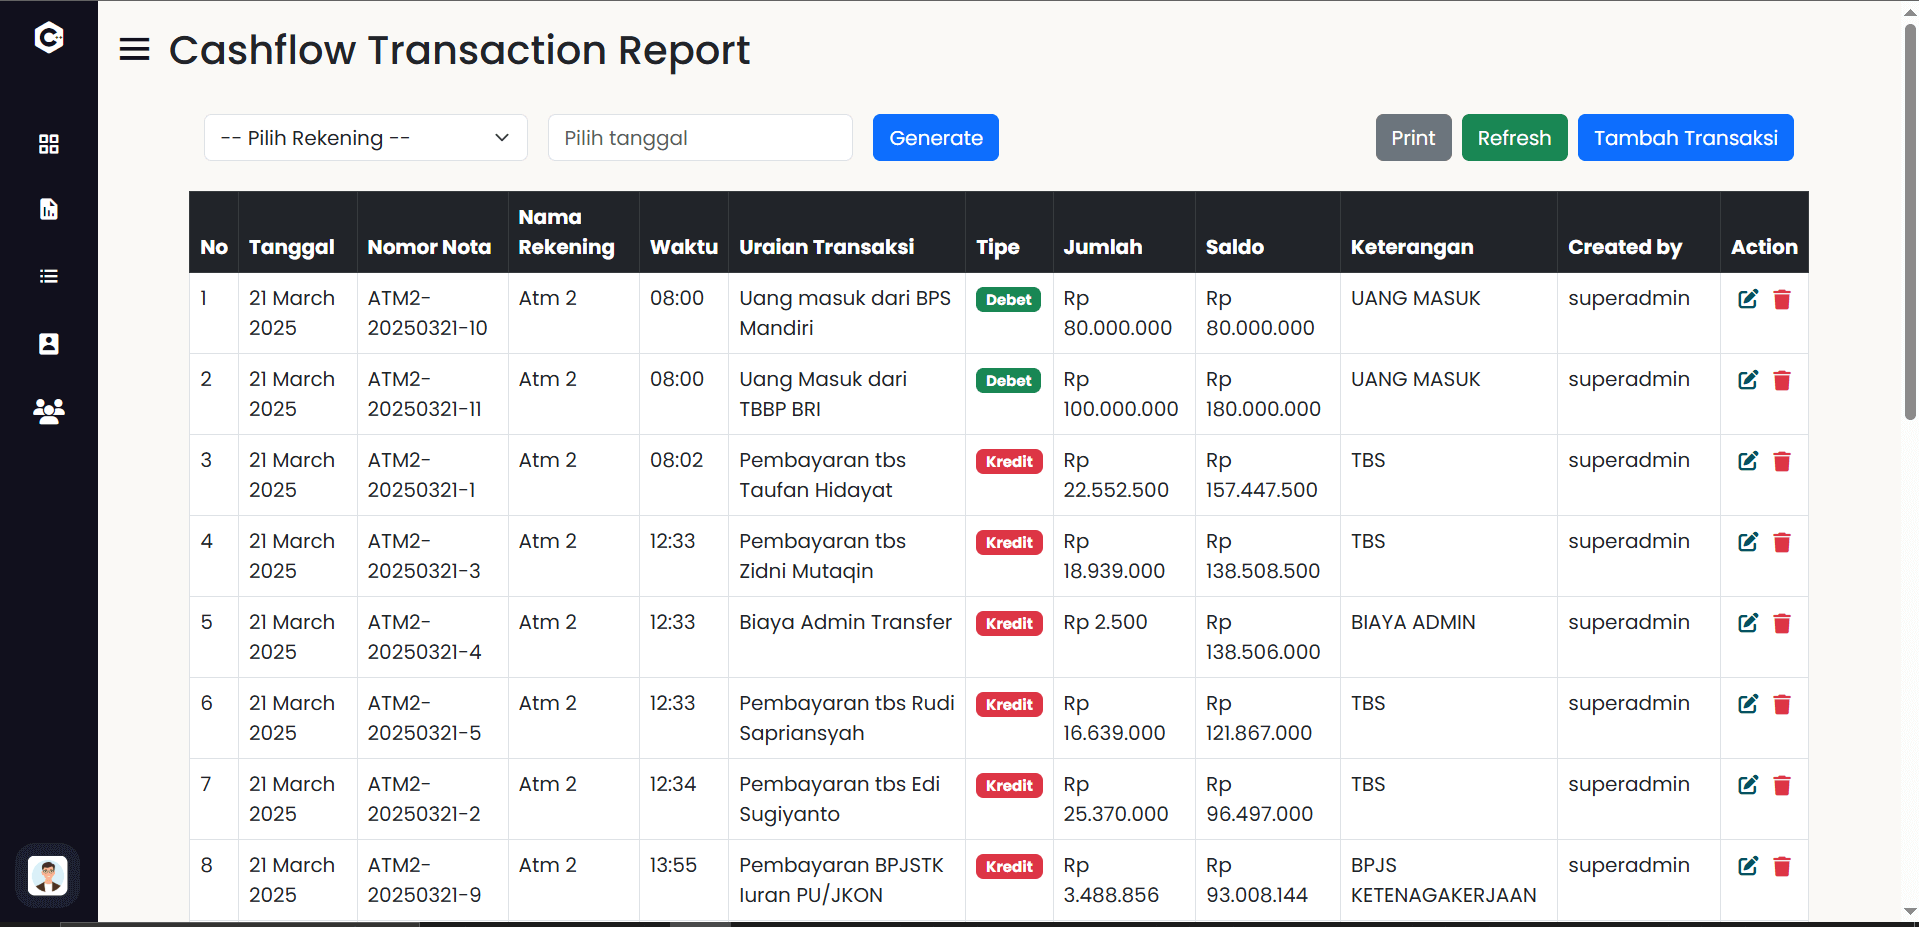 Cashflow Transaction Report
-- Pilih Rekening --
Pilih tanggal
Generate
Print
Refresh
Tambah Transaksi
No Tanggal Nomor Nota Nama Rekening Waktu Uraian Transaksi Tipe Jumlah Saldo Keterangan Created by Action
1 21 March 2025 ATM2-20250321-10 Atm 2 08:00 Uang masuk dari BPS Mandiri Debet Rp 80.000.000 Rp 80.000.000 UANG MASUK superadmin
2 21 March 2025 ATM2-20250321-11 Atm 2 08:00 Uang Masuk dari TBBP BRI Debet Rp 100.000.000 Rp 180.000.000 UANG MASUK superadmin
3 21 March 2025 ATM2-20250321-1 Atm 2 08:02 Pembayaran tbs Taufan Hidayat Kredit Rp 22.552.500 Rp 157.447.500 TBS superadmin
4 21 March 2025 ATM2-20250321-3 Atm 2 12:33 Pembayaran tbs Zidni Mutaqin Kredit Rp 18.939.000 Rp 138.508.500 TBS superadmin
5 21 March 2025 ATM2-20250321-4 Atm 2 12:33 Biaya Admin Transfer Kredit Rp 2.500 Rp 138.506.000 BIAYA ADMIN superadmin
6 21 March 2025 ATM2-20250321-5 Atm 2 12:33 Pembayaran tbs Rudi Sapriansyah Kredit Rp 16.639.000 Rp 121.867.000 TBS superadmin
7 21 March 2025 ATM2-20250321-2 Atm 2 12:34 Pembayaran tbs Edi Sugiyanto Kredit Rp 25.370.000 Rp 96.497.000 TBS superadmin
8 21 March 2025 ATM2-20250321-9 Atm 2 13:55 Pembayaran BPJSTK Iuran PU/JKON Kredit Rp 3.488.856 Rp 93.008.144 BPJS KETENAGAKERJAAN superadmin